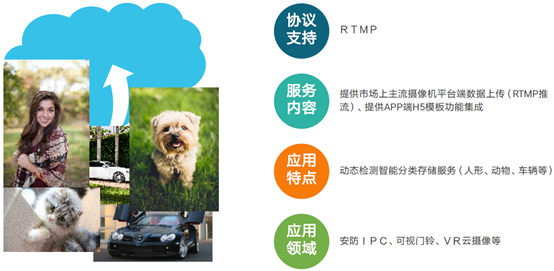 协议
支持
RTMP
服务
内容
提供市场上主流摄像机平台端数据上传（RTMP推
流）、提供APP端H5模板功能集成
应用
特点
动态检测智能分类存储服务（人形、动物、车辆等）
应用
领域
安防IPC、可视门铃、VR云摄像等